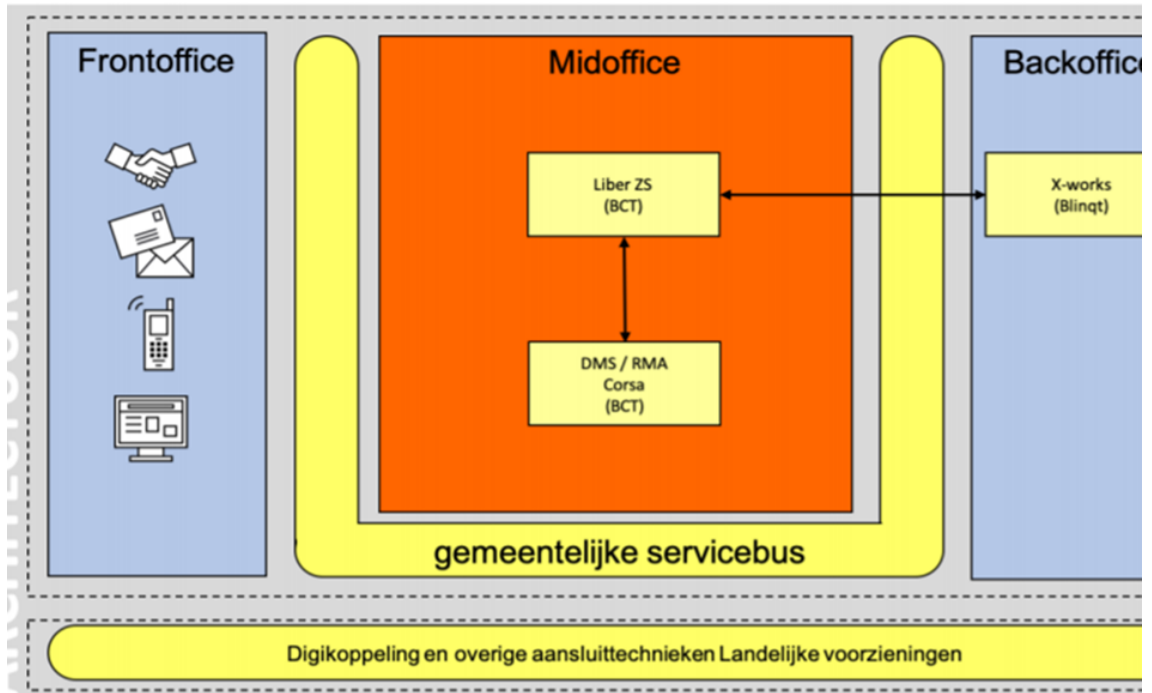 Frontoffice
Midoffice
Backoffice
Liber ZS
(BCT)
X-works
(Blinqt)
DMS / RMA
Corsa
(BCT)
gemeentelijke servicebus
Digikoppeling en overige aansluittechnieken Landelijke voorzieningen